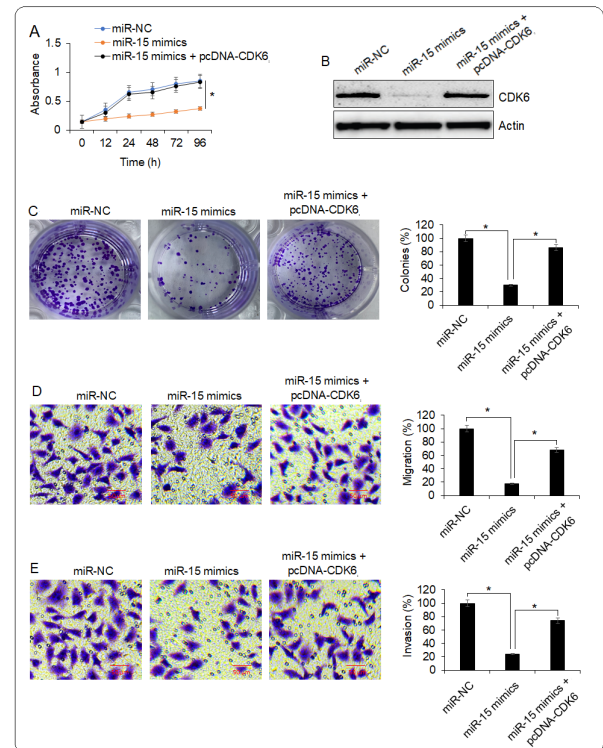 A
miR-NC
miR-15 mimics
miR-15 mimics + pcDNA-CDK6
Absorbance
1.5
1
0.5
0
0 12 24 48 72 96
Time (h)
*
B
miR-NC
miR-15 mimics
miR-15 mimics +
pcDNA-CDK6
CDK6
Actin
C
miR-NC
miR-15 mimics
miR-15 mimics +
pcDNA-CDK6
Colonies (%)
120
100
80
60
40
20
0
* *
miR-NC
miR-15 mimics
miR-15 mimics +
pcDNA-CDK6
D
miR-NC
miR-15 mimics
miR-15 mimics +
pcDNA-CDK6
Migration (%)
120
100
80
60
40
20
0
* *
miR-NC
miR-15 mimics
miR-15 mimics +
pcDNA-CDK6
E
miR-NC
miR-15 mimics
miR-15 mimics +
pcDNA-CDK6
Invasion (%)
120
100
80
60
40
20
0
* *
miR-NC
miR-15 mimics
miR-15 mimics +
pcDNA-CDK6